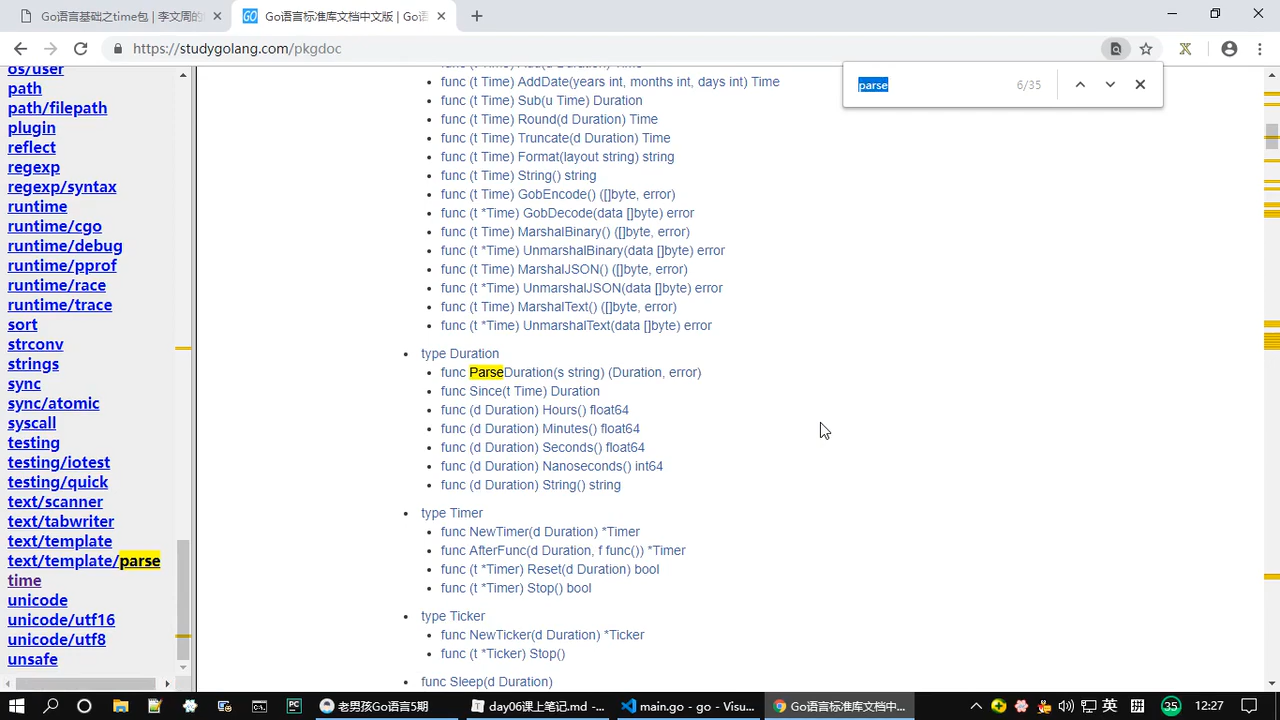 Go语言基础之time包 | 李文周的
Go语言标准库文档中文版 | Go语
https://studygolang.com/pkgdoc
parse
6/35
os/user
path
path/filepath
plugin
reflect
regexp
regexp/syntax
runtime
runtime/cgo
runtime/debug
runtime/pprof
runtime/race
runtime/trace
sort
strconv
strings
sync
sync/atomic
syscall
testing
testing/iotest
testing/quick
text/scanner
text/tabwriter
text/template
text/template/parse
time
unicode
unicode/utf16
unicode/utf8
unsafe
func (t Time) Add(d Duration) Time
func (t Time) AddDate(years int, months int, days int) Time
func (t Time) Sub(u Time) Duration
func (t Time) Round(d Duration) Time
func (t Time) Truncate(d Duration) Time
func (t Time) Format(layout string) string
func (t Time) String() string
func (t Time) GobEncode() ([]byte, error)
func (t *Time) GobDecode(data []byte) error
func (t Time) MarshalBinary() ([]byte, error)
func (t *Time) UnmarshalBinary(data []byte) error
func (t Time) MarshalJSON() ([]byte, error)
func (t *Time) UnmarshalJSON(data []byte) error
func (t Time) MarshalText() ([]byte, error)
func (t *Time) UnmarshalText(data []byte) error
type Duration
func ParseDuration(s string) (Duration, error)
func Since(t Time) Duration
func (d Duration) Hours() float64
func (d Duration) Minutes() float64
func (d Duration) Seconds() float64
func (d Duration) Nanoseconds() int64
func (d Duration) String() string
type Timer
func NewTimer(d Duration) *Timer
func AfterFunc(d Duration, f func()) *Timer
func (t *Timer) Reset(d Duration) bool
func (t *Timer) Stop() bool
type Ticker
func NewTicker(d Duration) *Ticker
func (t *Ticker) Stop()
func Sleep(d Duration)
老男孩Go语言5期
day06课上笔记.md -...
main.go - go - Visu...
Go语言标准库文档中...
英
拼
35
12:27